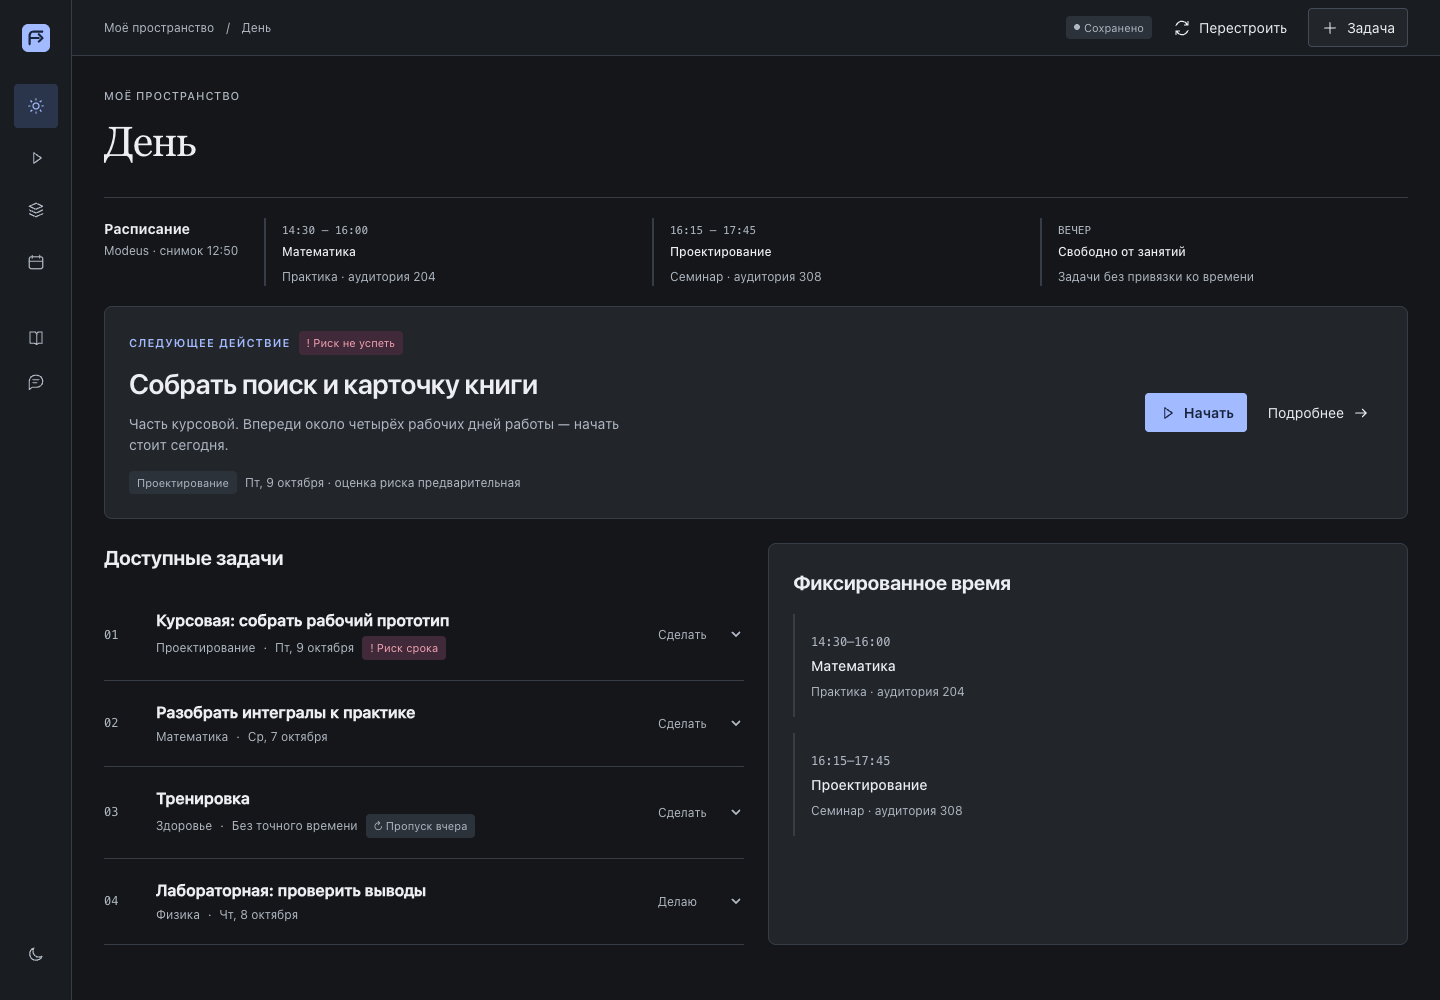 Моё пространство / День
Сохранено
Перестроить
Задача
МОЁ ПРОСТРАНСТВО
День
Расписание
Modeus · снимок 12:50
14:30 — 16:00
Математика
Практика · аудитория 204
16:15 — 17:45
Проектирование
Семинар · аудитория 308
ВЕЧЕР
Свободно от занятий
Задачи без привязки ко времени
СЛЕДУЮЩЕЕ ДЕЙСТВИЕ ! Риск не успеть
Собрать поиск и карточку книги
Часть курсовой. Впереди около четырёх рабочих дней работы — начать
стоит сегодня.
Проектирование Пт, 9 октября · оценка риска предварительная
Начать
Подробнее →
Доступные задачи
01
Курсовая: собрать рабочий прототип
Проектирование · Пт, 9 октября ! Риск срока
Сделать
02
Разобрать интегралы к практике
Математика · Ср, 7 октября
Сделать
03
Тренировка
Здоровье · Без точного времени ↻ Пропуск вчера
Сделать
04
Лабораторная: проверить выводы
Физика · Чт, 8 октября
Делаю
Фиксированное время
14:30—16:00
Математика
Практика · аудитория 204
16:15—17:45
Проектирование
Семинар · аудитория 308